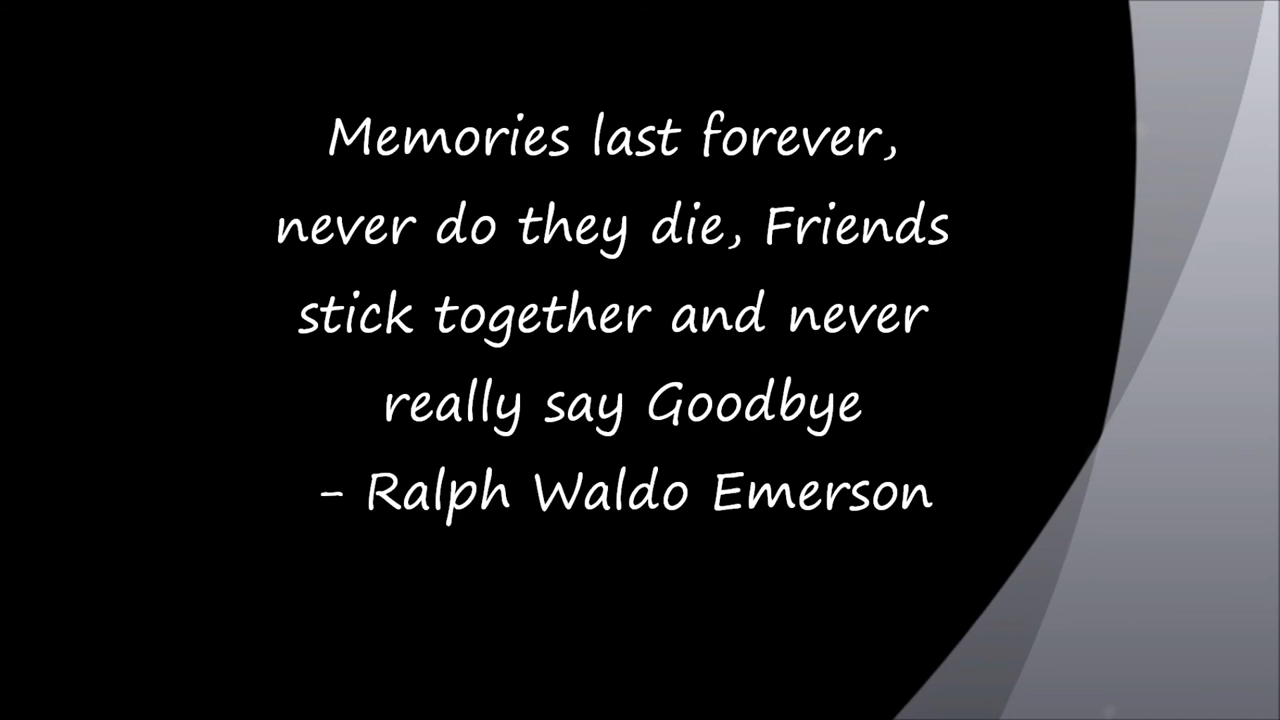 Memories last forever,
never do they die, Friends
stick together and never
really say Goodbye
- Ralph Waldo Emerson